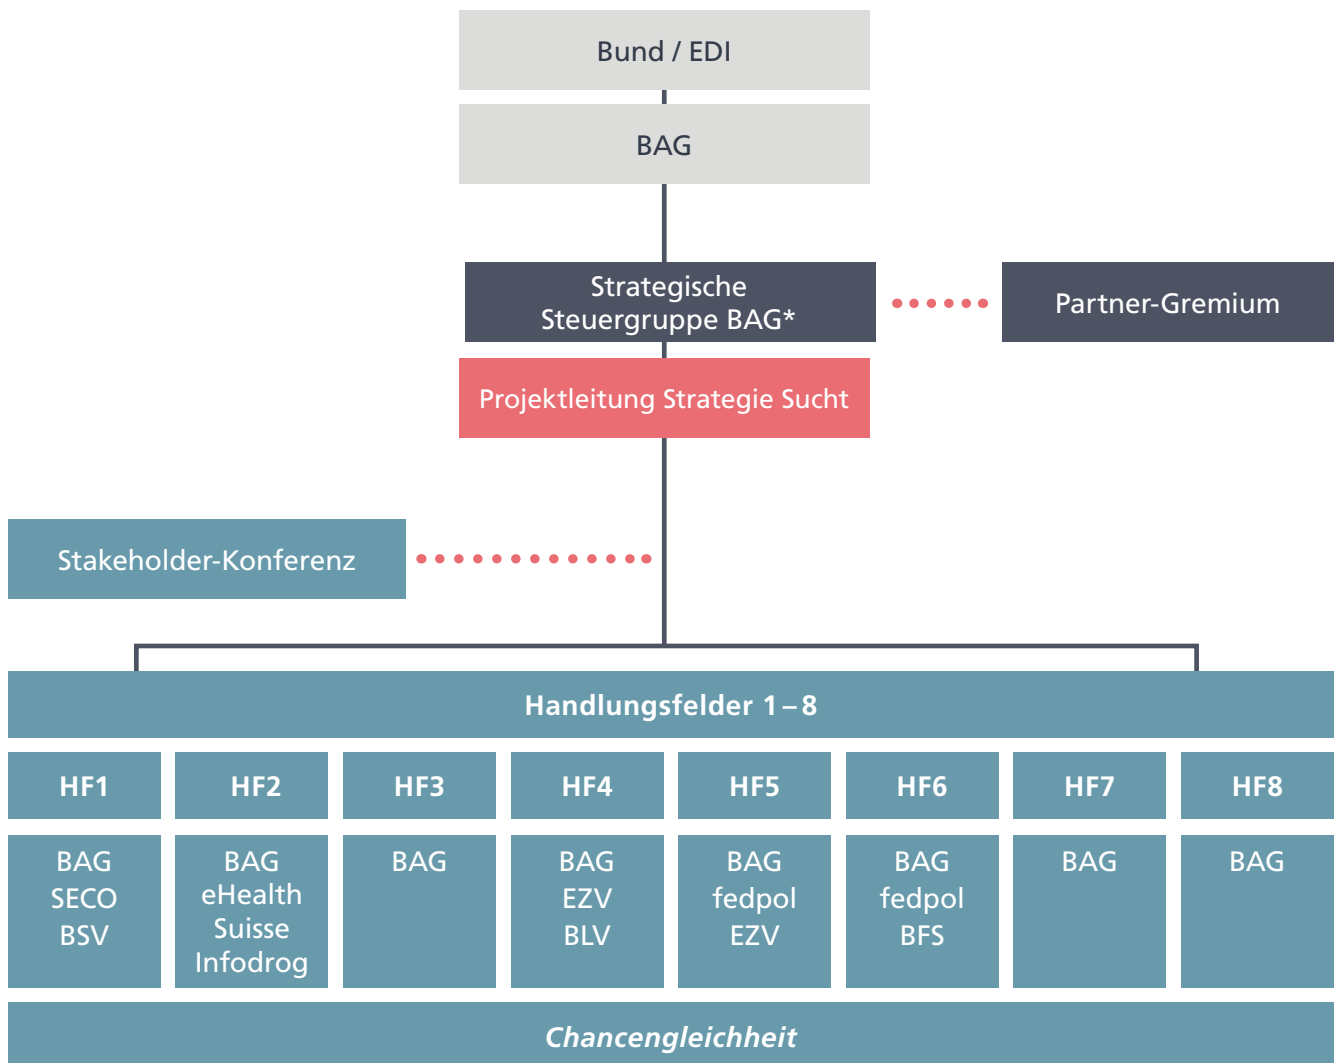 Bund / EDI
BAG
Strategische
Steuergruppe BAG*
Partner-Gremium
Projektleitung Strategie Sucht
Stakeholder-Konferenz
Handlungsfelder 1–8
HF1
HF2
HF3
HF4
HF5
HF6
HF7
HF8
BAG
SECO
BSV
BAG
eHealth
Suisse
Infodrog
BAG
BAG
EZV
BLV
BAG
fedpol
EZV
BAG
fedpol
BFS
BAG
BAG
Chancengleichheit